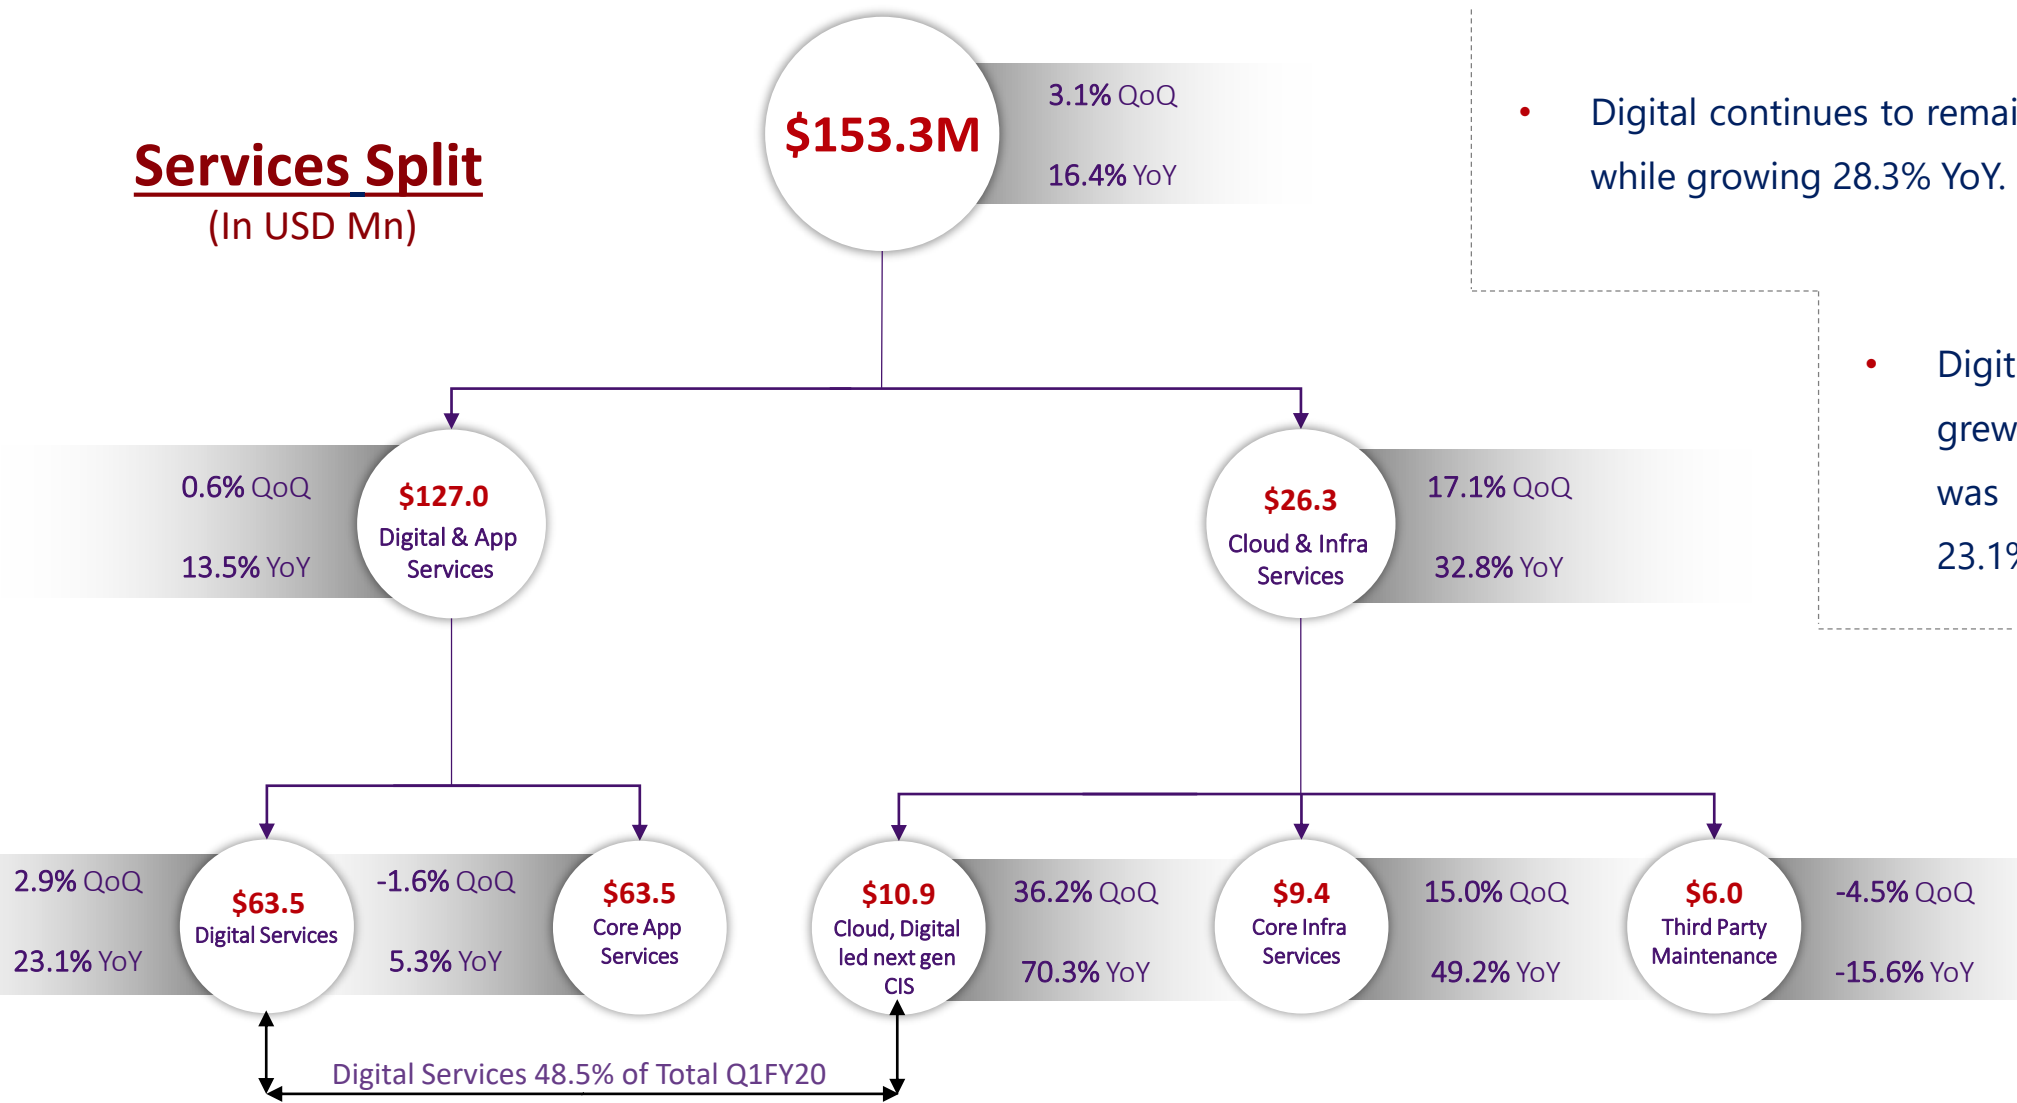 $153.3M
3.1% QoQ
16.4% YoY
Services Split
(In USD Mn)
• Digital continues to
while growing 28.3% YoY.
•
grew
was
0.6% QoQ
13.5% YoY
$127.0
Digital & App
Services
$26.3
Cloud & Infra
Services
17.1% QoQ
32.8% YoY
2.9% QoQ
23.1% YoY
$63.5
Digital Services
-1.6% QoQ
5.3% YoY
$63.5
Core App
Services
$10.9
Cloud, Digital
led next gen
CIS
36.2% QoQ
70.3% YoY
$9.4
Core Infra
Services
15.0% QoQ
49.2% YoY
$6.0
Third Party
Maintenance
-4.5% QoQ
-15.6% YoY
Digital Services 48.5% of Total Q1FY20